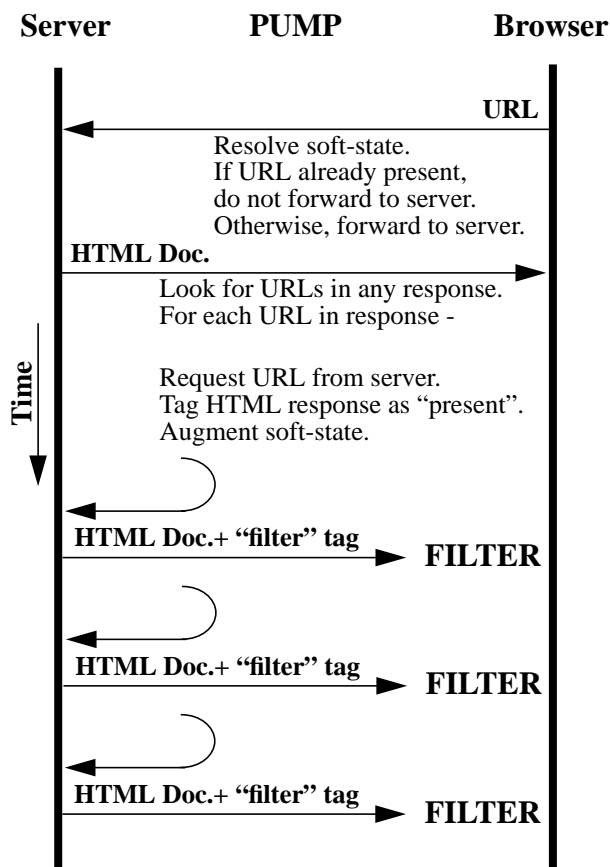 Server PUMP Browser
URL
Resolve soft-state.
If URL already present,
do not forward to server.
Otherwise, forward to server.
HTML Doc.
Look for URLs in any response.
For each URL in response -
Time
Request URL from server.
Tag HTML response as “present”.
Augment soft-state.
HTML Doc.+ “filter” tag
FILTER
HTML Doc.+ “filter” tag
FILTER
HTML Doc.+ “filter” tag
FILTER